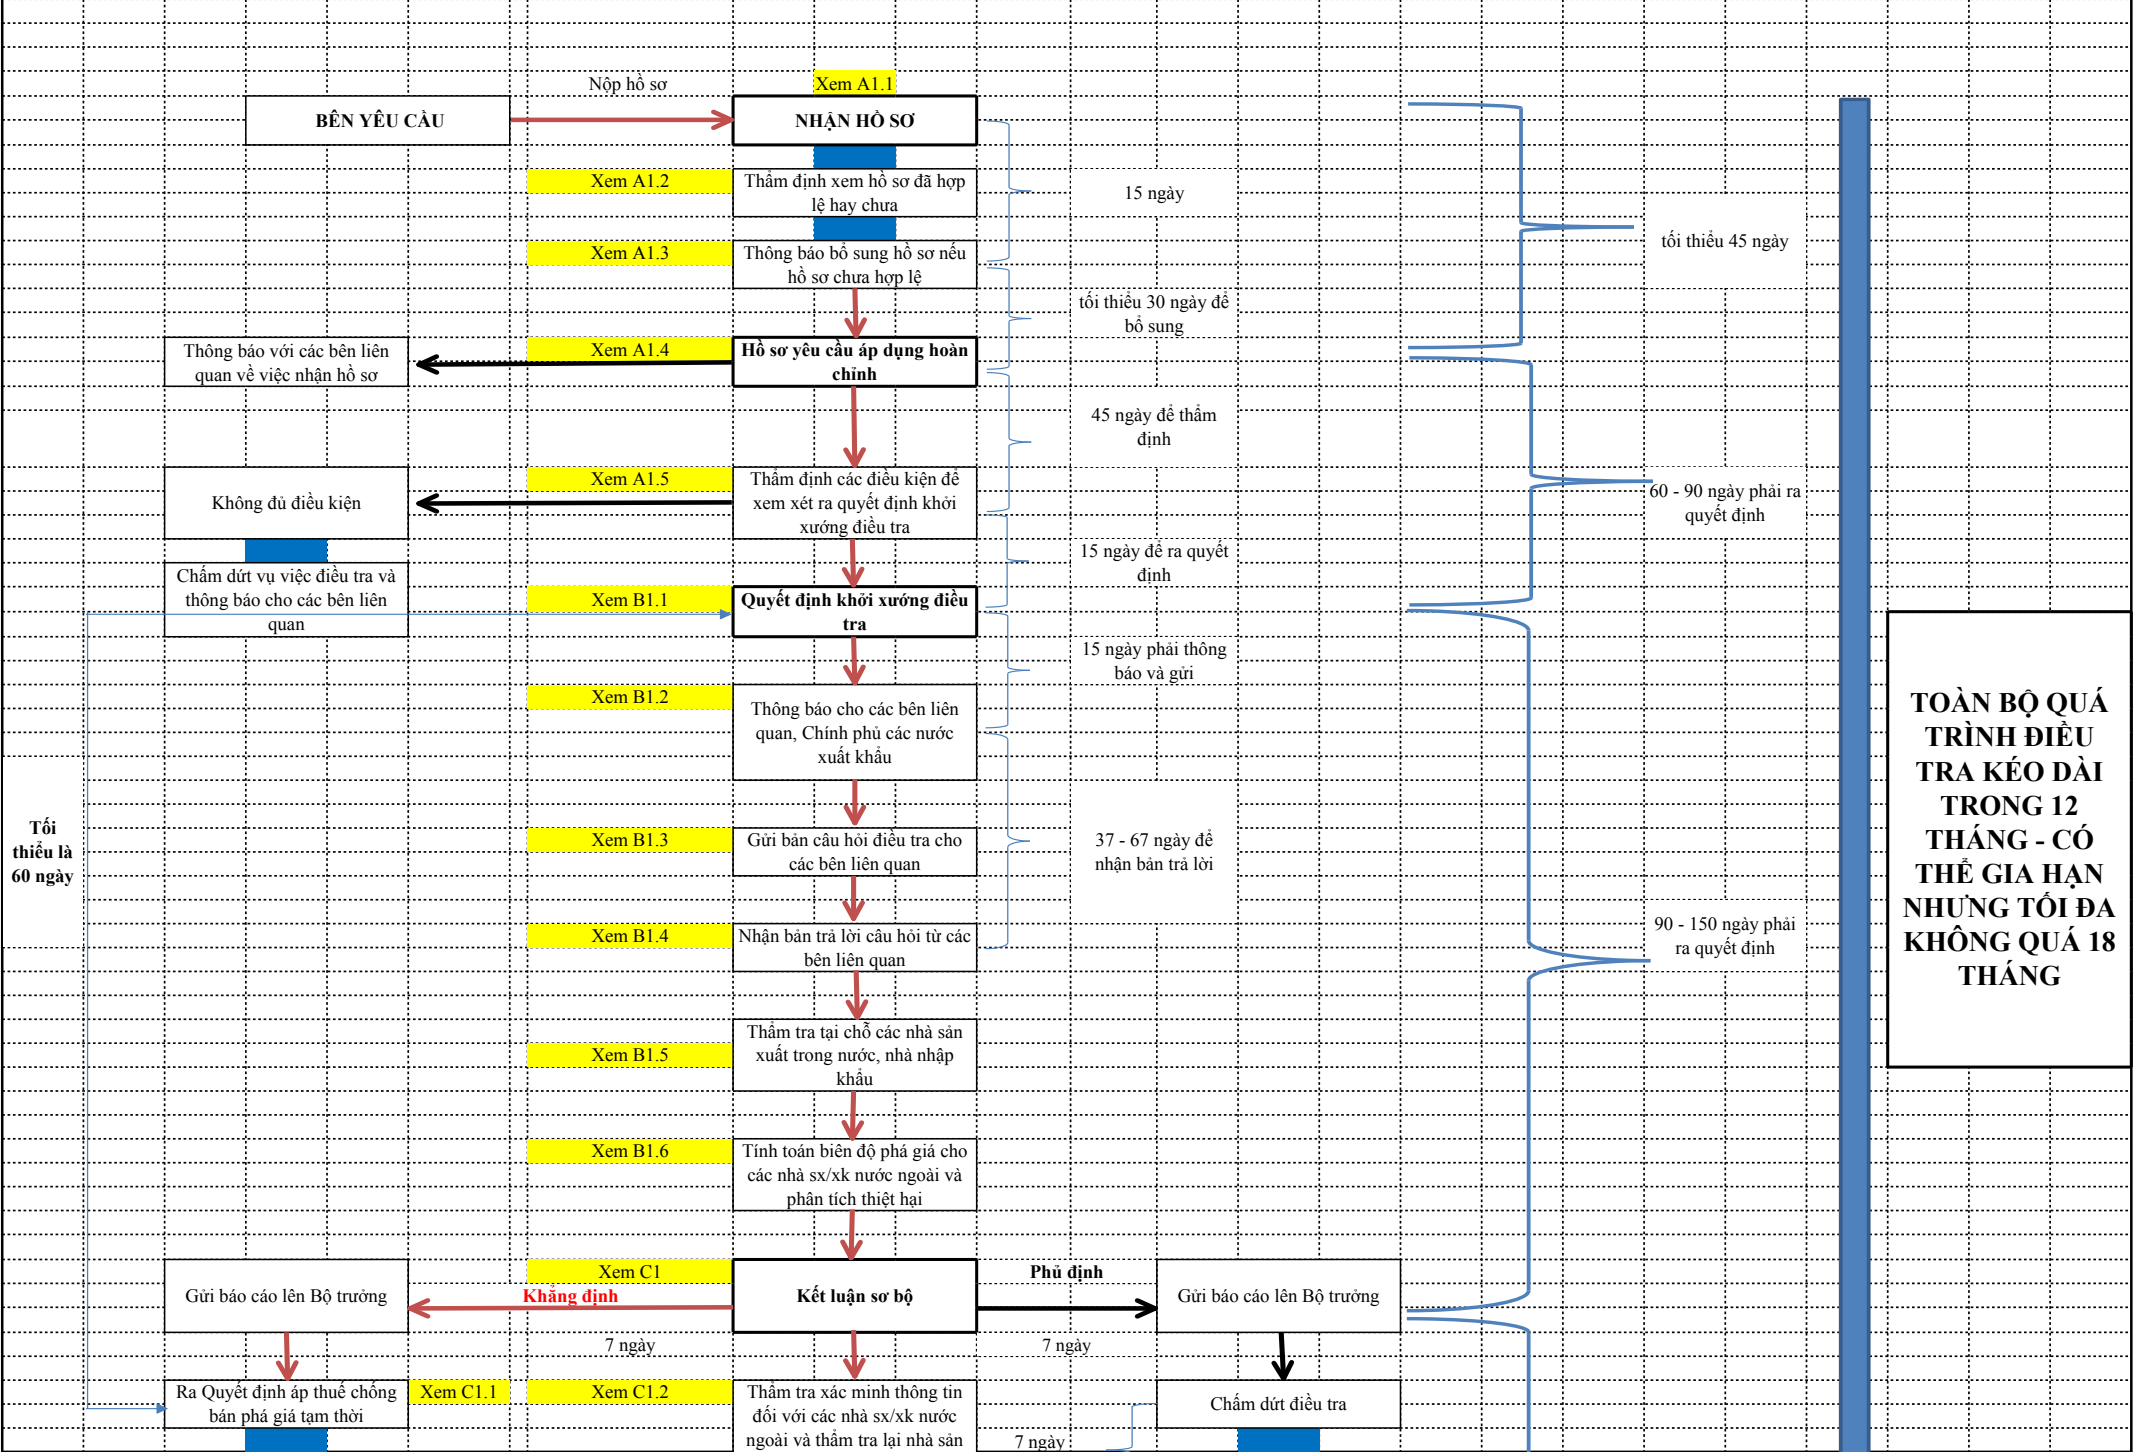 Nộp hồ sơ
Xem A1.1
BÊN YÊU CẦU
NHẬN HỒ SƠ
Xem A1.2
Thẩm định xem hồ sơ đã hợp
lệ hay chưa
15 ngày
Xem A1.3
Thông báo bổ sung hồ sơ nếu
hồ sơ chưa hợp lệ
tối thiểu 45 ngày
tối thiểu 30 ngày để
bổ sung
Thông báo với các bên liên
quan về việc nhận hồ sơ
Xem A1.4
Hồ sơ yêu cầu áp dụng hoàn
chỉnh
45 ngày để thẩm
định
Không đủ điều kiện
Xem A1.5
Thẩm định các điều kiện để
xem xét ra quyết định khởi
xướng điều tra
60 - 90 ngày phải ra
quyết định
15 ngày để ra quyết
định
Chấm dứt vụ việc điều tra và
thông báo cho các bên liên
quan
Xem B1.1
Quyết định khởi xướng điều
tra
15 ngày phải thông
báo và gửi
Xem B1.2
Thông báo cho các bên liên
quan, Chính phủ các nước
xuất khẩu
TOÀN BỘ QUÁ
TRÌNH ĐIỀU
TRA KÉO DÀI
TRONG 12
THÁNG - CÓ
THỂ GIA HẠN
NHƯNG TỐI ĐA
KHÔNG QUÁ 18
THÁNG
Tối
thiểu là
60 ngày
Xem B1.3
Gửi bản câu hỏi điều tra cho
các bên liên quan
37 - 67 ngày để
nhận bản trả lời
Xem B1.4
Nhận bản trả lời câu hỏi từ các
bên liên quan
90 - 150 ngày phải
ra quyết định
Xem B1.5
Thẩm tra tại chỗ các nhà sản
xuất trong nước, nhà nhập
khẩu
Xem B1.6
Tính toán biên độ phá giá cho
các nhà sx/xk nước ngoài và
phân tích thiệt hại
Gửi báo cáo lên Bộ trưởng
Xem C1
Khẳng định
Kết luận sơ bộ
Phủ định
Gửi báo cáo lên Bộ trưởng
7 ngày
7 ngày
Ra Quyết định áp thuế chống
bán phá giá tạm thời
Xem C1.1
Xem C1.2
Thẩm tra xác minh thông tin
đối với các nhà sx/xk nước
ngoài và thẩm tra lại nhà sản
Chấm dứt điều tra
7 ngày